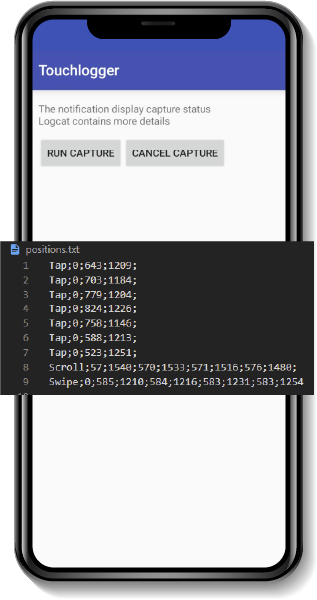 Touchlogger
The notification display capture status
Logcat contains more details
RUN CAPTURE CANCEL CAPTURE
positions.txt
1 Tap;0;643;1209;
2 Tap;0;703;1184;
3 Tap;0;779;1204;
4 Tap;0;824;1226;
5 Tap;0;758;1146;
6 Tap;0;588;1213;
7 Tap;0;523;1251;
8 Scroll;57;1540;570;1533;571;1516;576;1480;
9 Swipe;0;585;1210;584;1216;583;1231;583;1254